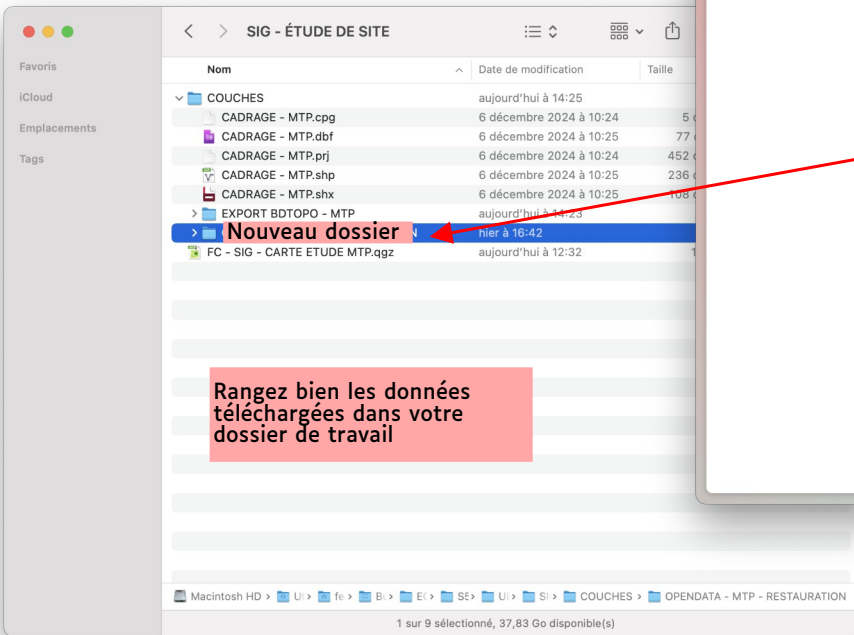 SIG - ÉTUDE DE SITE
Favoris
iCloud
Emplacements
Tags
Nom Date de modification Taille
COUCHES aujourd'hui à 14:25
CADRAGE - MTP.cpg 6 décembre 2024 à 10:24 5
CADRAGE - MTP.dbf 6 décembre 2024 à 10:25 77
CADRAGE - MTP.prj 6 décembre 2024 à 10:24 452
CADRAGE - MTP.shp 6 décembre 2024 à 10:25 236
CADRAGE - MTP.shx 6 décembre 2024 à 10:25 108
EXPORT BDTOPO - MTP aujourd'hui à 14:23
Nouveau dossier hier à 16:42
FC - SIG - CARTE ETUDE MTP.qgz aujourd'hui à 12:32
Rangez bien les données
téléchargées dans votre
dossier de travail
Macintosh HD › COUCHES › OPENDATA - MTP - RESTAURATION
1 sur 9 sélectionné, 37,83 Go disponible(s)